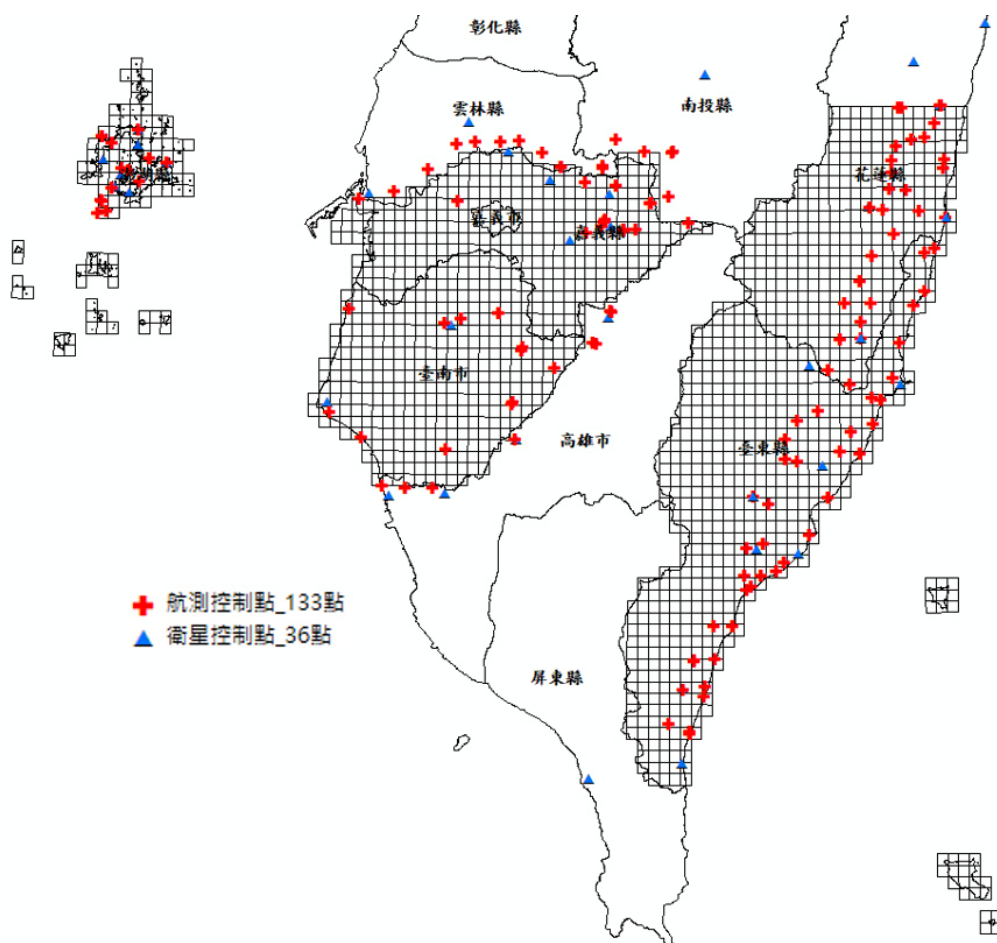 彰化縣
雲林縣
南投縣
花蓮縣
澎湖縣
嘉義市
嘉義縣
臺南市
高雄市
臺東縣
航測控制點_133點
衛星控制點_36點
屏東縣